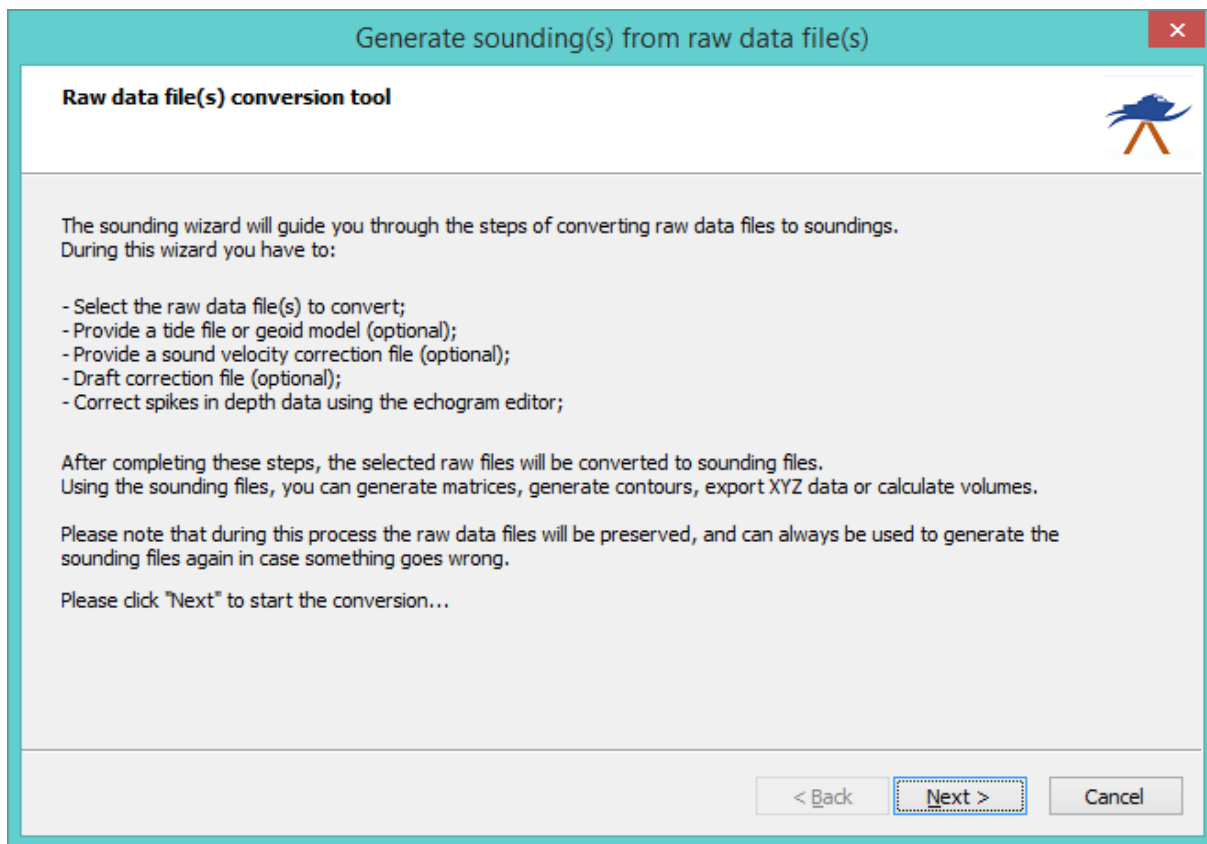 Generate sounding(s) from raw data file(s)
Raw data file(s) conversion tool
The sounding wizard will guide you through the steps of converting raw data files to soundings.
During this wizard you have to:
- Select the raw data file(s) to convert;
- Provide a tide file or geoid model (optional);
- Provide a sound velocity correction file (optional);
- Draft correction file (optional);
- Correct spikes in depth data using the echogram editor;
After completing these steps, the selected raw files will be converted to sounding files.
Using the sounding files, you can generate matrices, generate contours, export XYZ data or calculate volumes.
Please note that during this process the raw data files will be preserved, and can always be used to generate the
sounding files again in case something goes wrong.
Please click "Next" to start the conversion...
< Back Next > Cancel